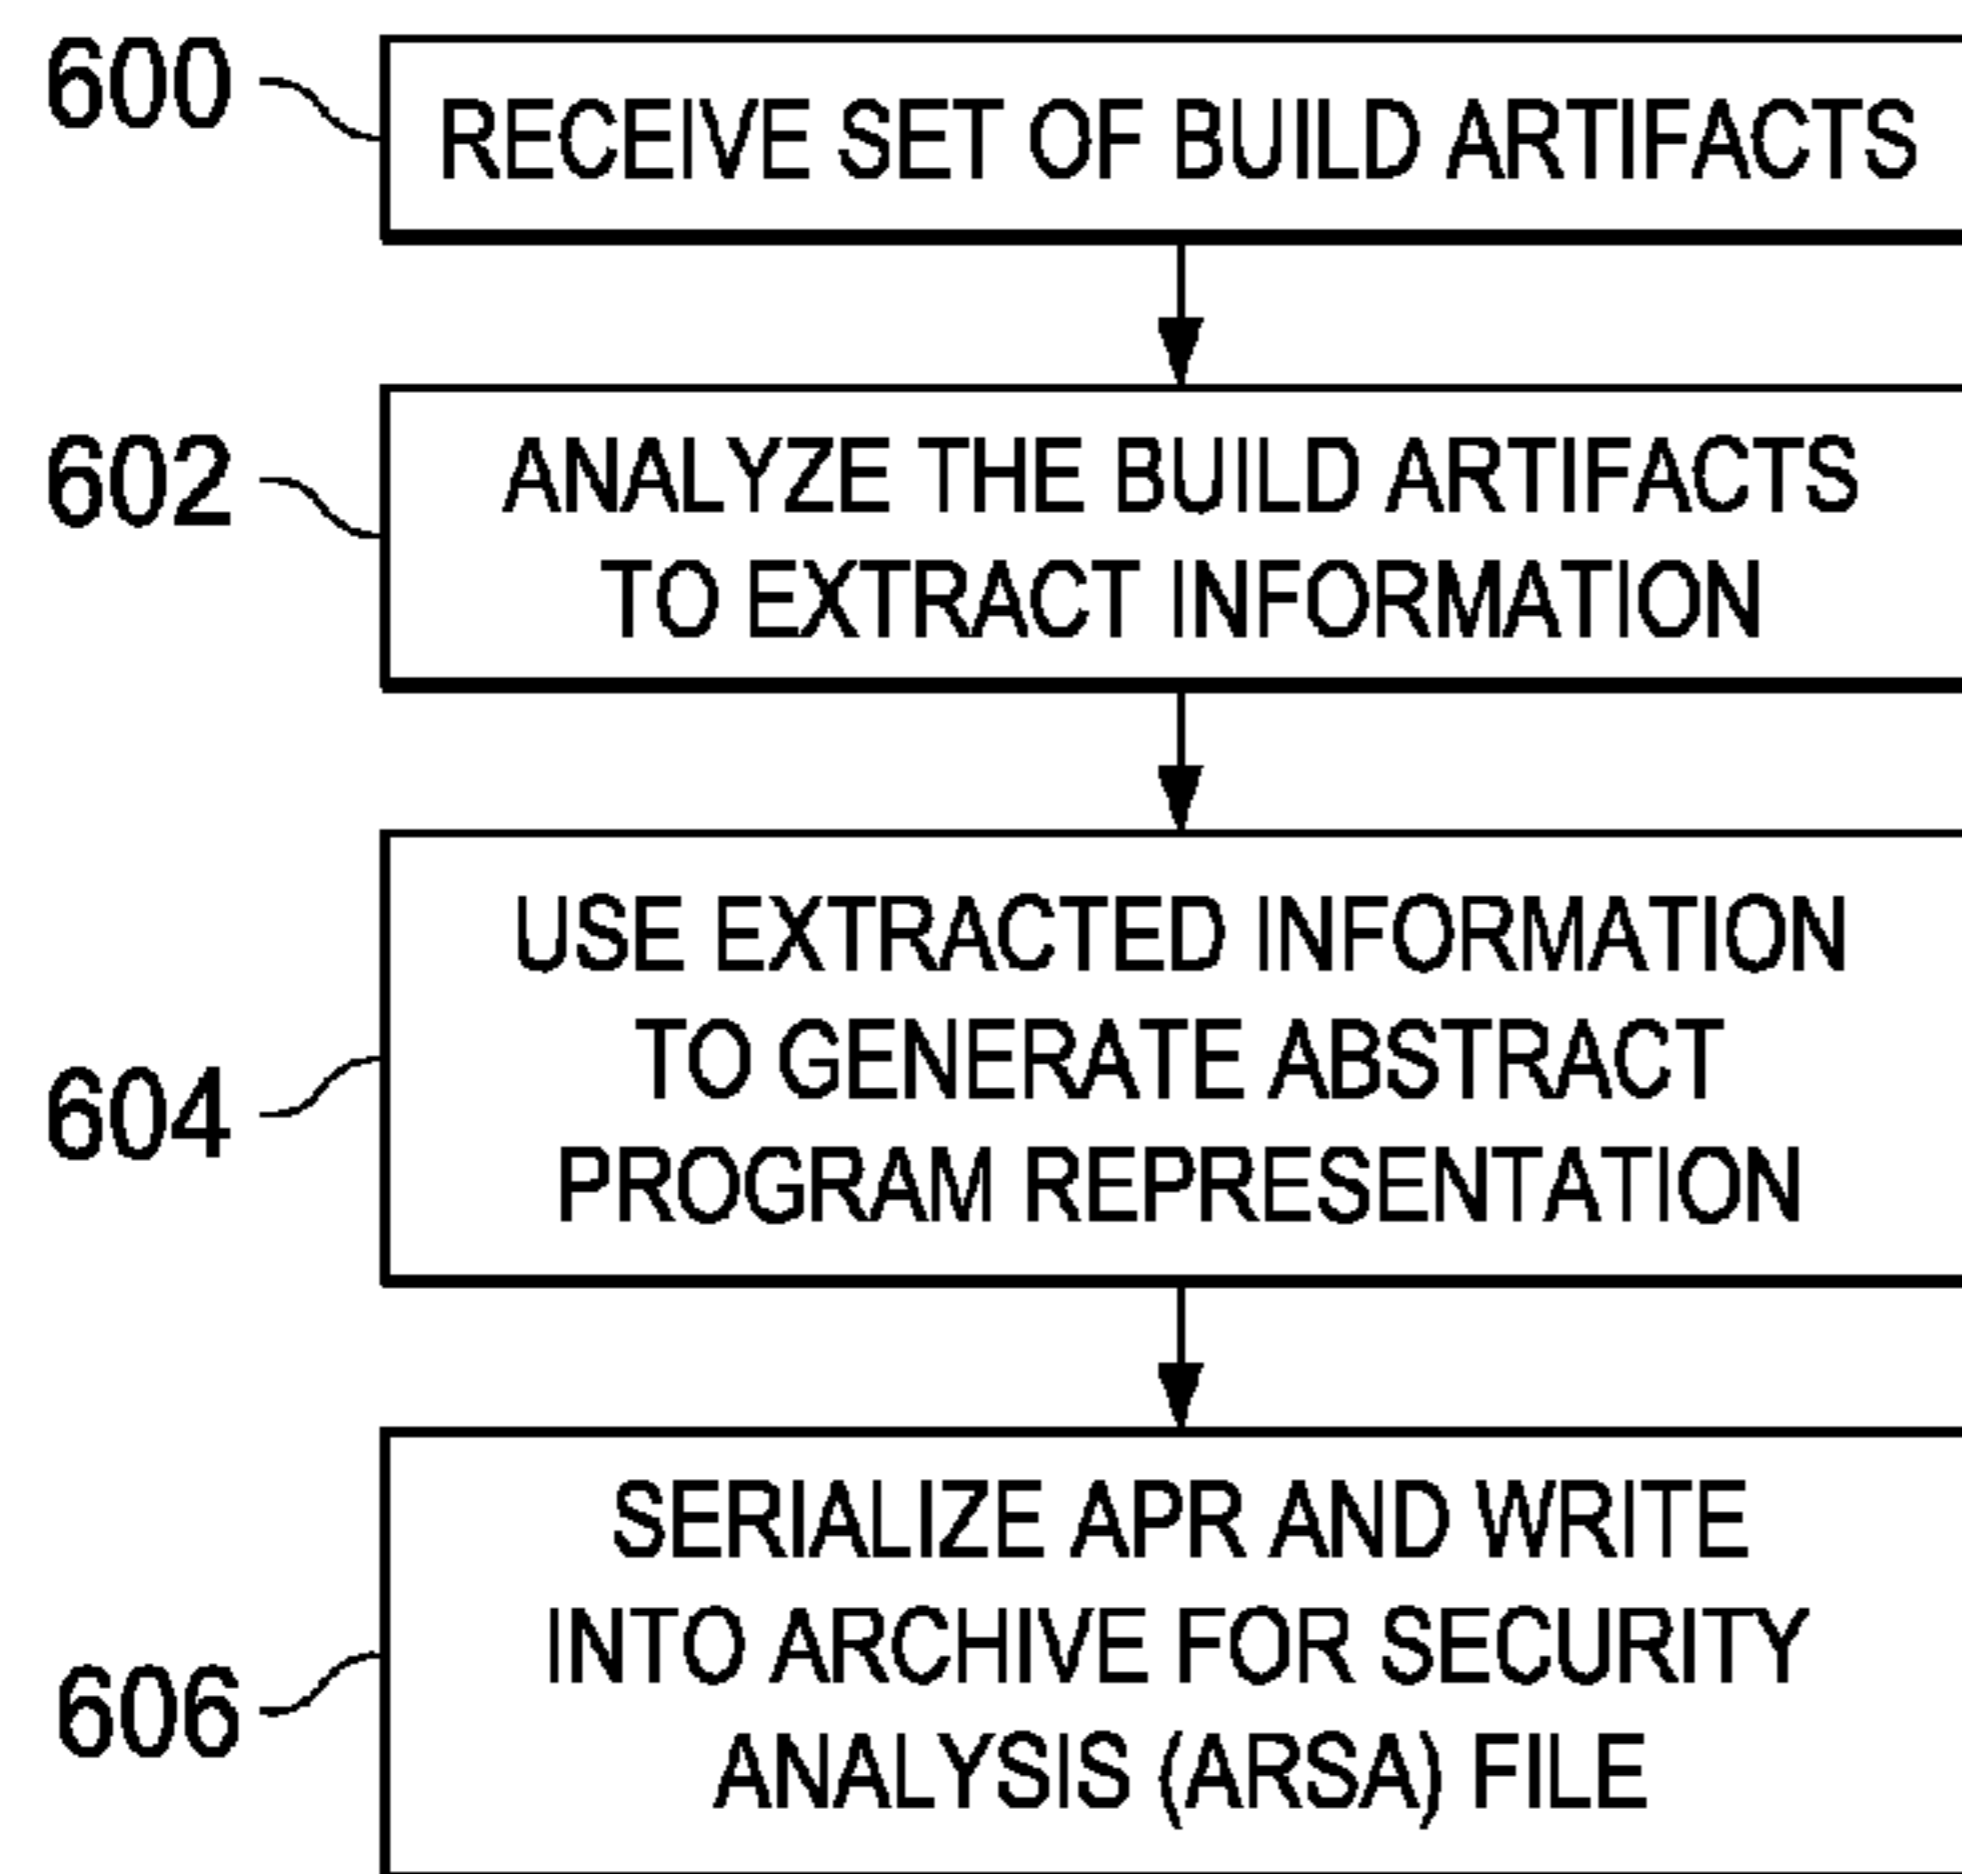 600
RECEIVE SET OF BUILD ARTIFACTS
602
ANALYZE THE BUILD ARTIFACTS
TO EXTRACT INFORMATION
604
USE EXTRACTED INFORMATION
TO GENERATE ABSTRACT
PROGRAM REPRESENTATION
606
SERIALIZE APR AND WRITE
INTO ARCHIVE FOR SECURITY
ANALYSIS (ARSA) FILE